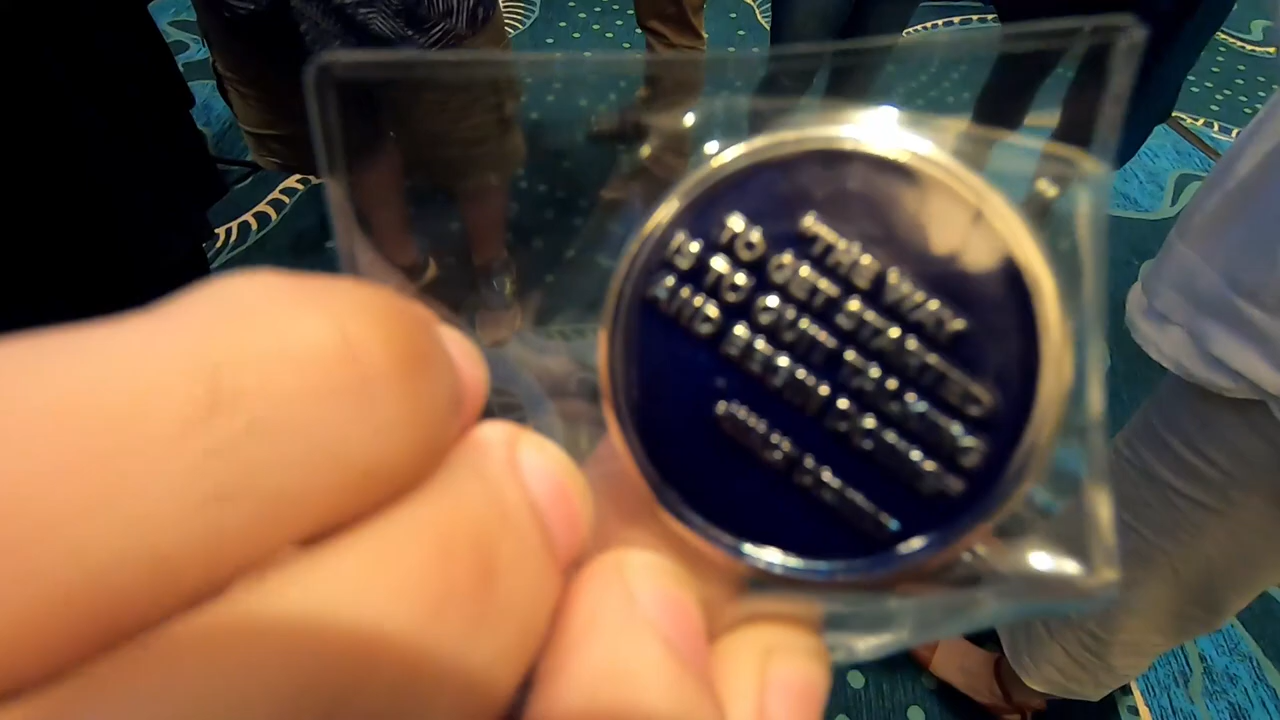 "THE WAY
TO GET STARTED
IS TO QUIT TALKING
AND BEGIN DOING"